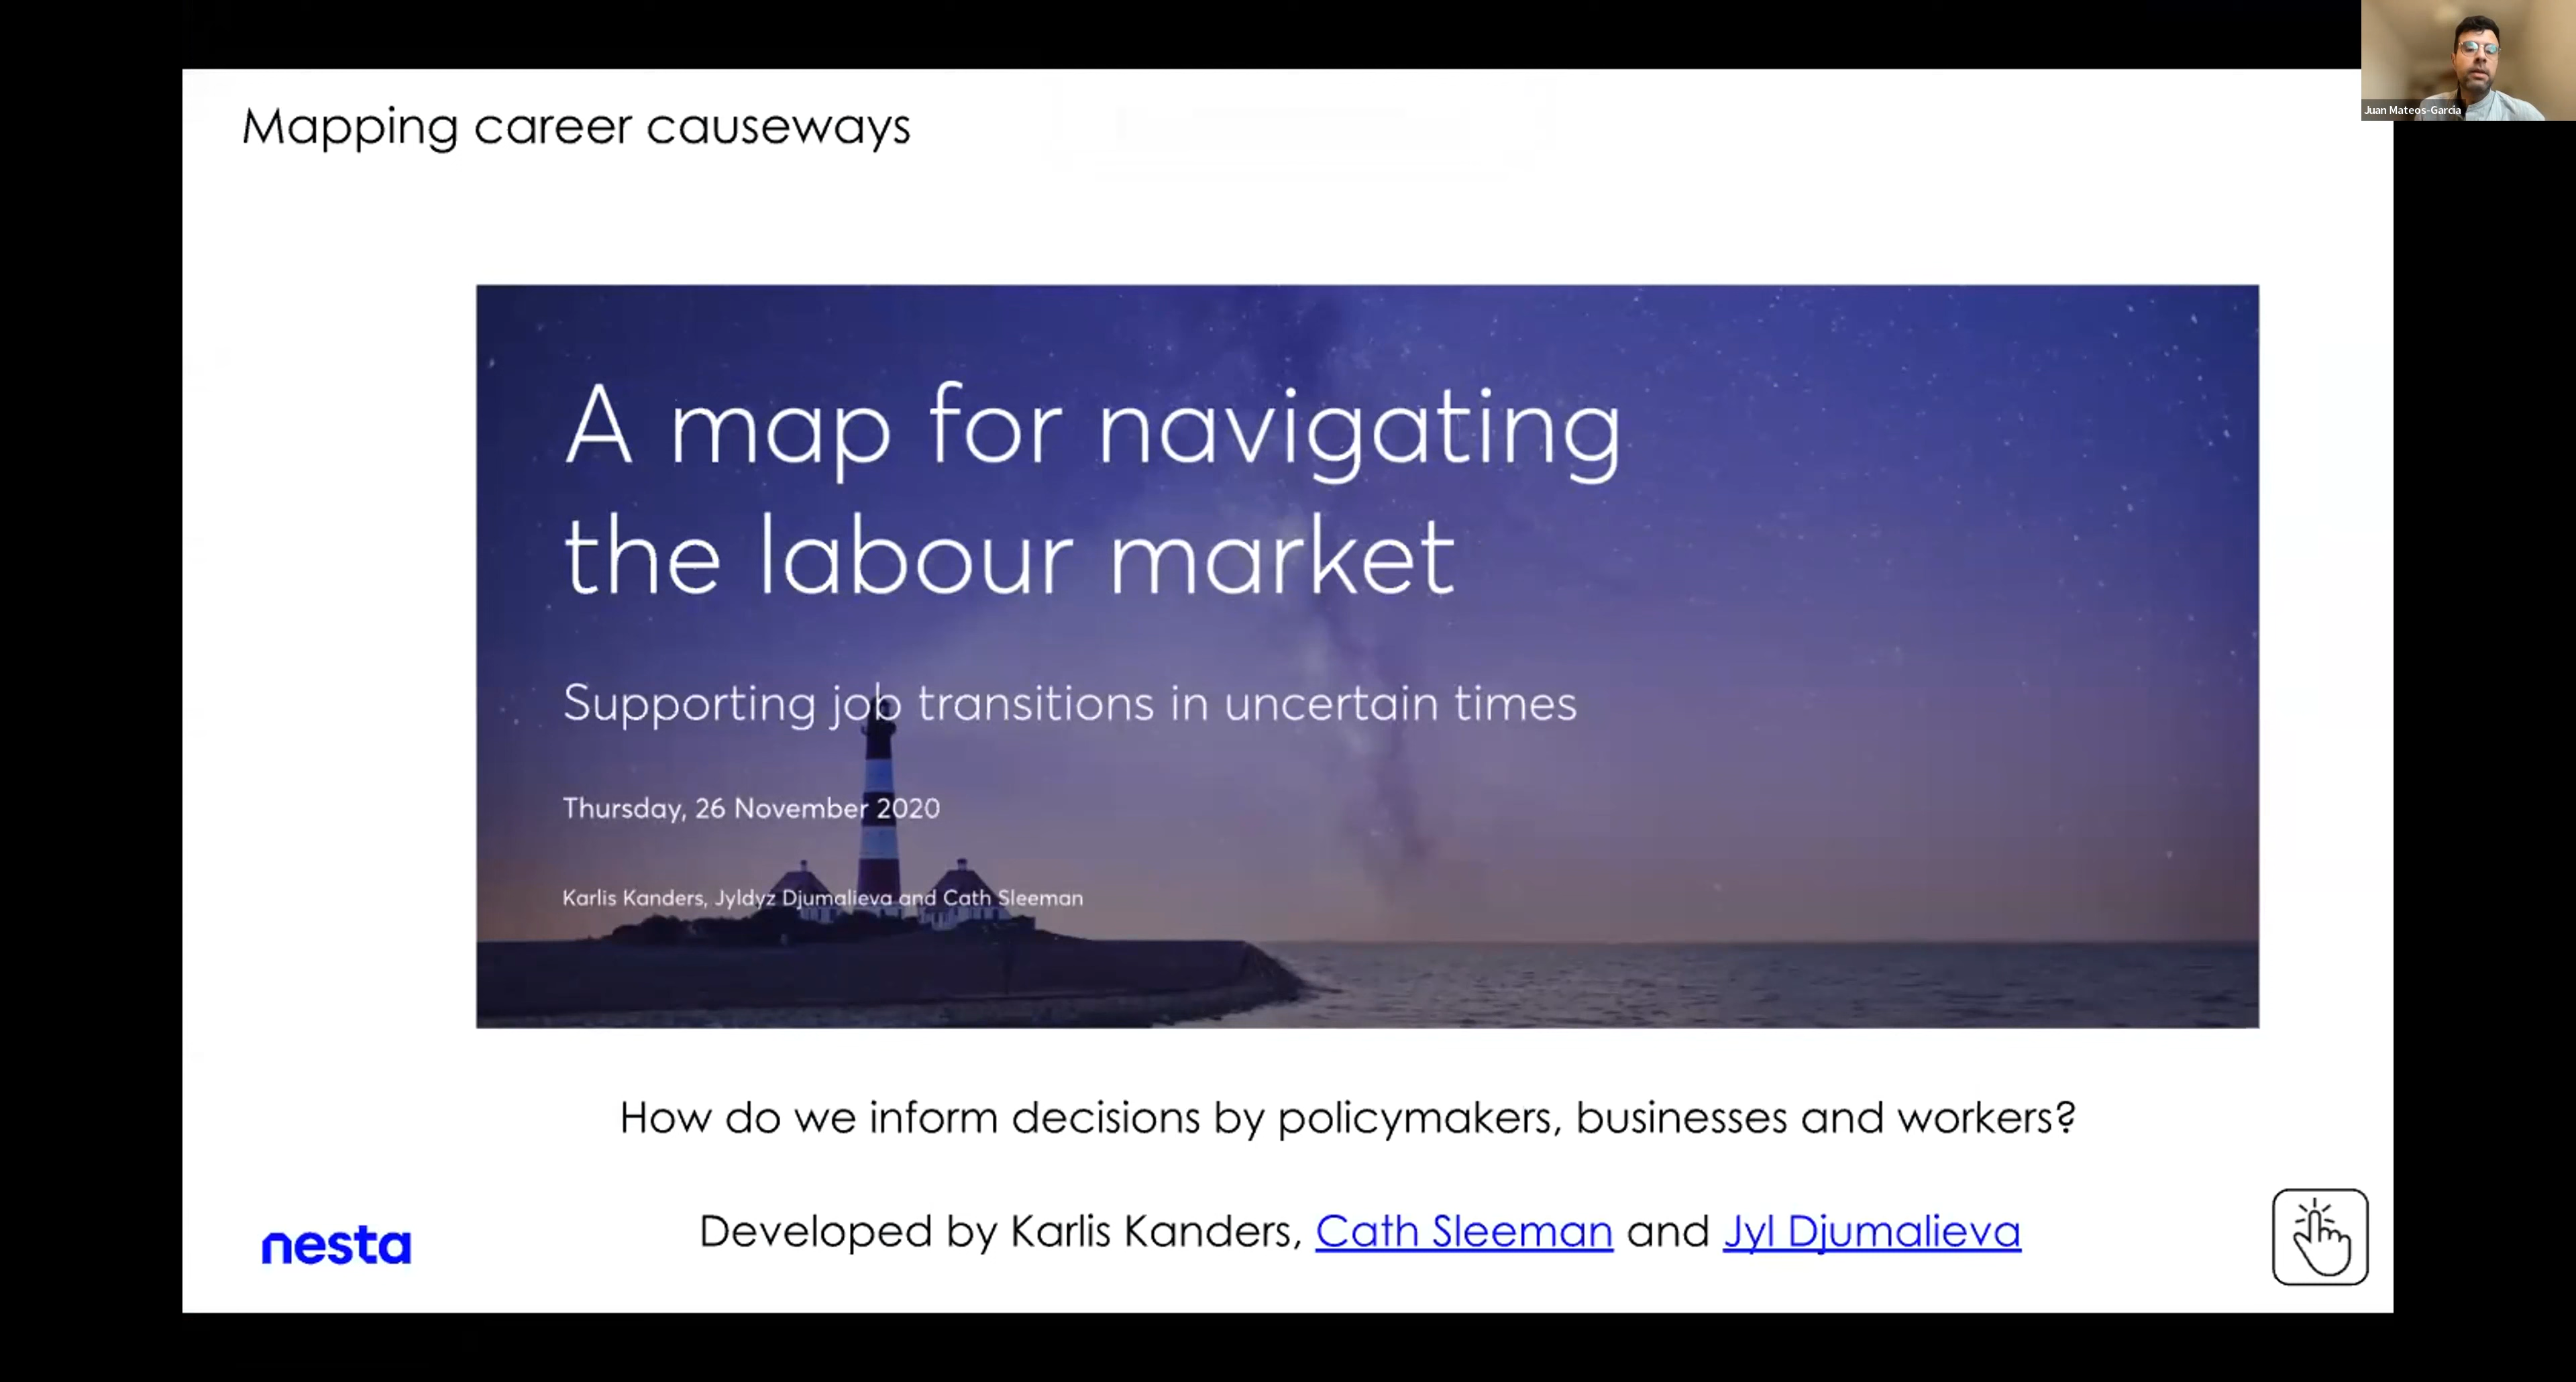 Juan Mateos-Garcia
Mapping career causeways
A map for navigating
the labour market
Supporting job transitions in uncertain times
Thursday, 26 November 2020
Karlis Kanders, Jyldyz Djumalieva and Cath Sleeman
How do we inform decisions by policymakers, businesses and workers?
Developed by Karlis Kanders, Cath Sleeman and Jyl Djumalieva
nesta